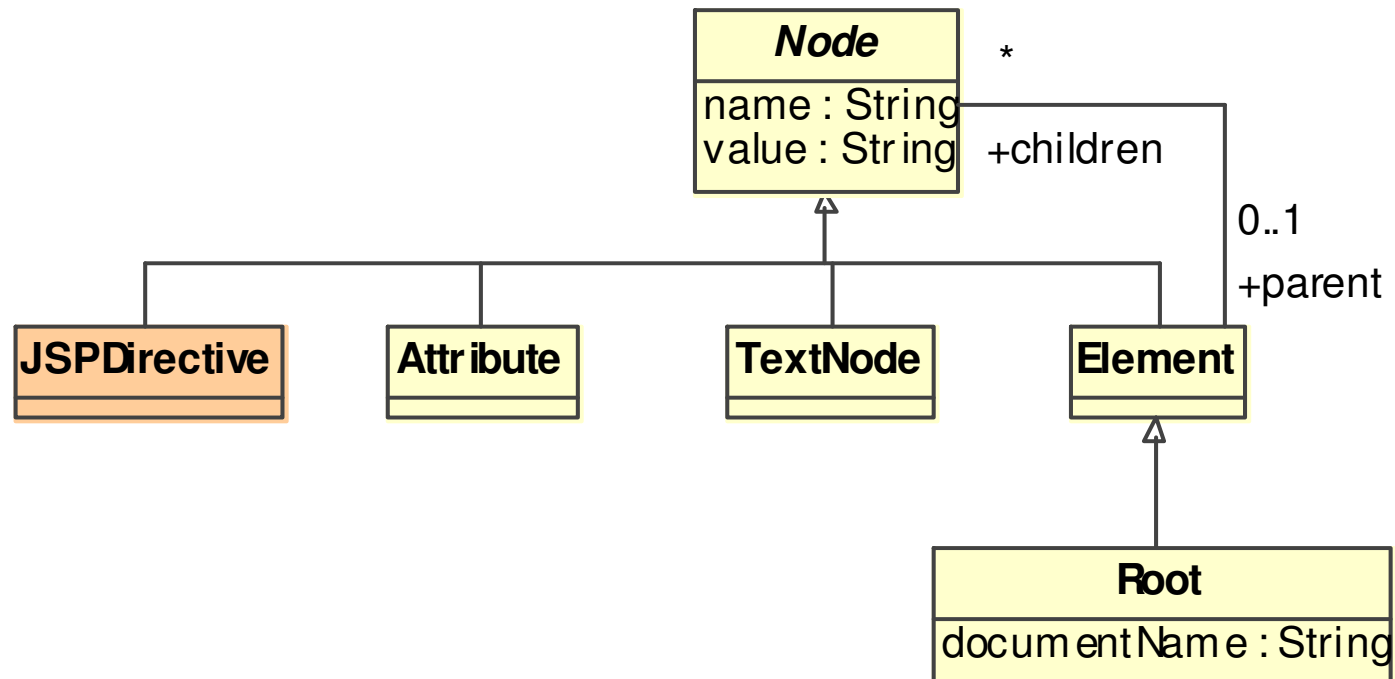 Node
*
name : String
value : String
+children
0..1
+parent
JSPDirective
Attribute
TextNode
Element
Root
documentName : String